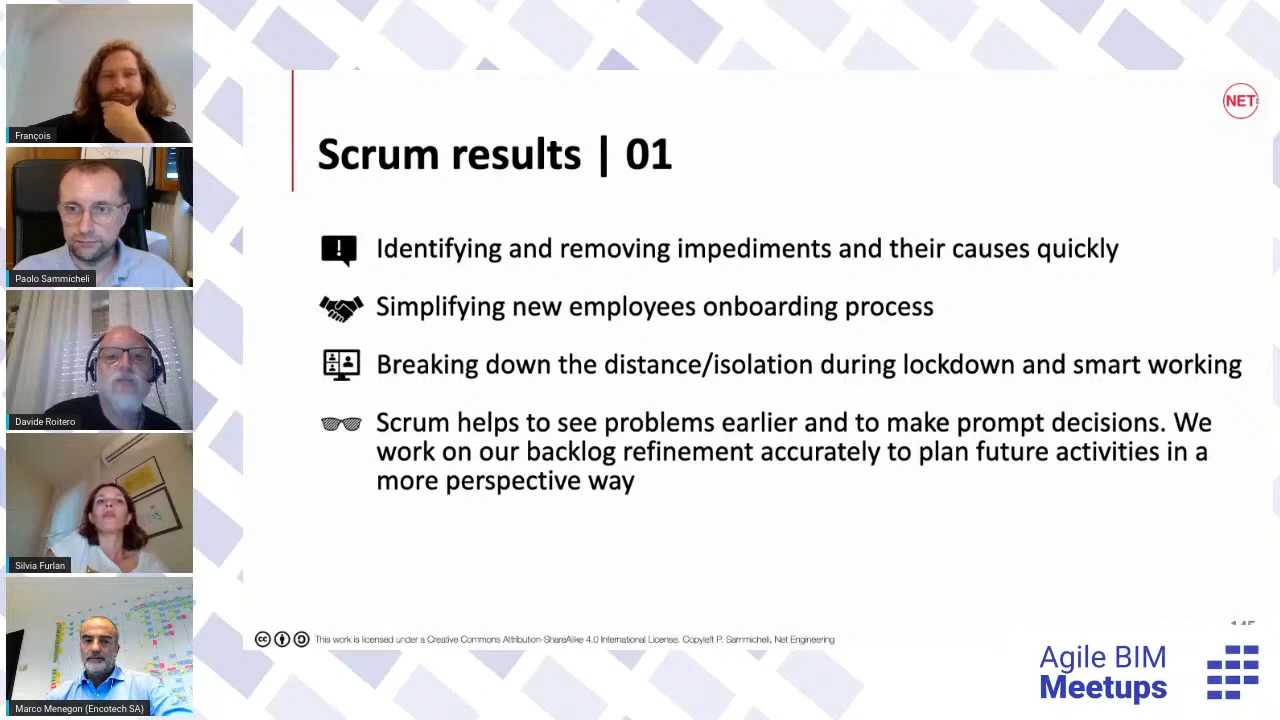 François
Paolo Sammicheli
Davide Roitero
Silvia Furlan
Marco Menegon (Encotech SA)
NET
Scrum results | 01
Identifying and removing impediments and their causes quickly
Simplifying new employees onboarding process
Breaking down the distance/isolation during lockdown and smart working
Scrum helps to see problems earlier and to make prompt decisions. We
work on our backlog refinement accurately to plan future activities in a
more perspective way
This work is licensed under a Creative Commons Attribution-ShareAlike 4.0 International License. Copyleft P. Sammicheli, Net Engineering
Agile BIM
Meetups